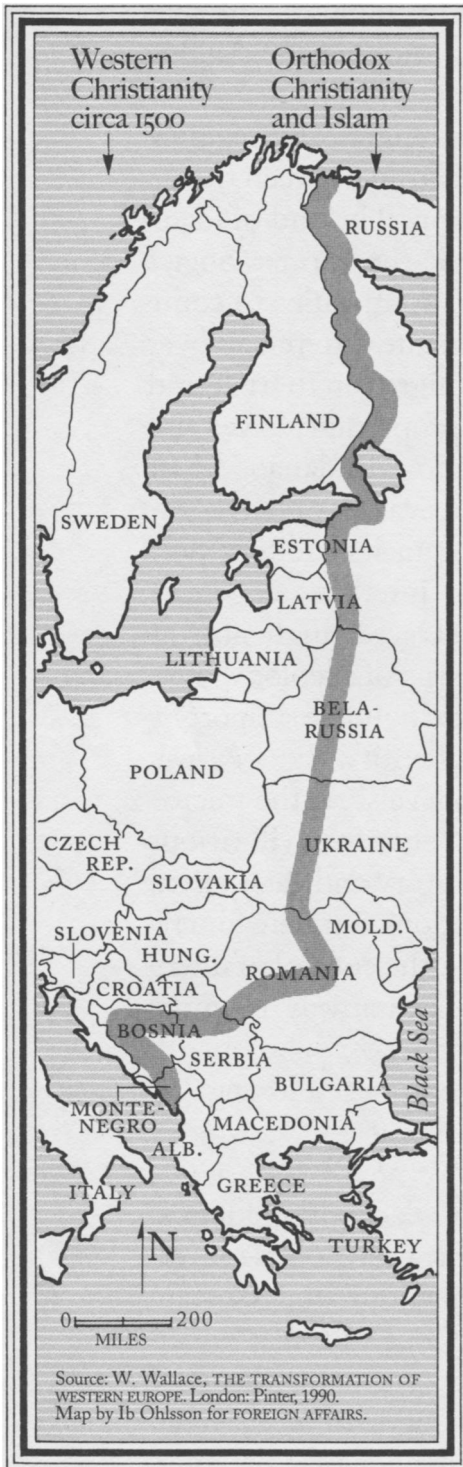 Western
Christianity
circa 1500
Orthodox
Christianity
and Islam
RUSSIA
FINLAND
SWEDEN
ESTONIA
LATVIA
LITHUANIA
BELA-
RUSSIA
POLAND
CZECH
REP.
UKRAINE
SLOVAKIA
SLOVENIA
HUNG.
MOLD.
ROMANIA
CROATIA
BOSNIA
SERBIA
BULGARIA
Black Sea
MONTE-
NEGRO
MACEDONIA
ALB.
ITALY
GREECE
TURKEY
N
0 200
MILES
Source: W. Wallace, THE TRANSFORMATION OF
WESTERN EUROPE. London: Pinter, 1990.
Map by Ib Ohlsson for FOREIGN AFFAIRS.